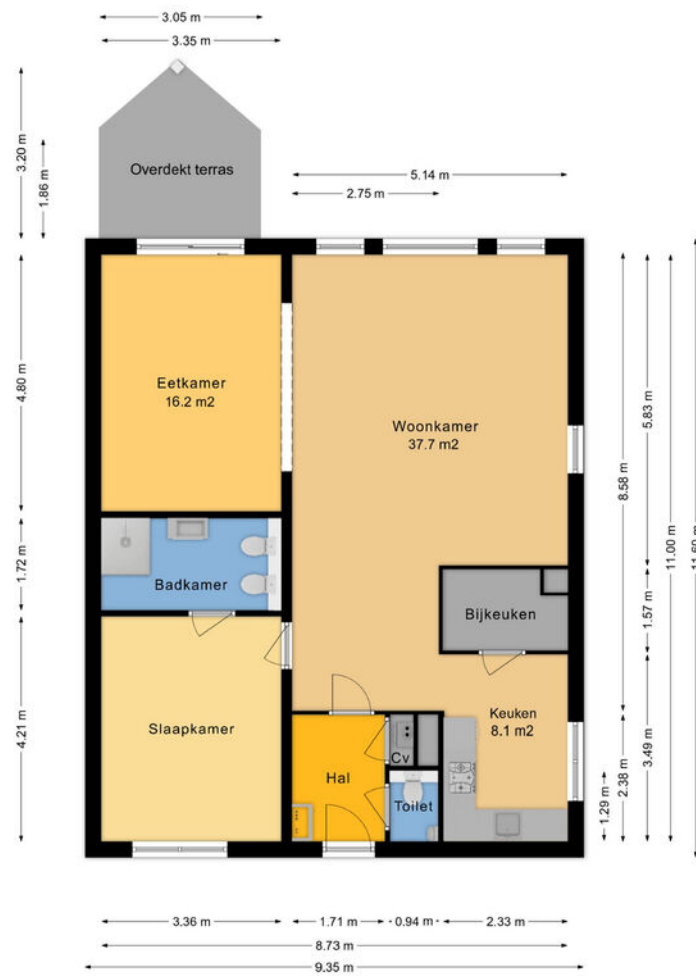 3.05 m
3.35 m
3.20 m
1.86 m
Overdekt terras
5.14 m
2.75 m
4.80 m
Eetkamer
16.2 m2
Woonkamer
37.7 m2
5.83 m
8.58 m
11.00 m
11.60 m
1.72 m
Badkamer
Bijkeuken
1.57 m
4.21 m
Slaapkamer
Keuken
8.1 m2
3.49 m
2.38 m
1.29 m
Hal
Cv
Toilet
3.36 m
1.71 m
0.94 m
2.33 m
8.73 m
9.35 m